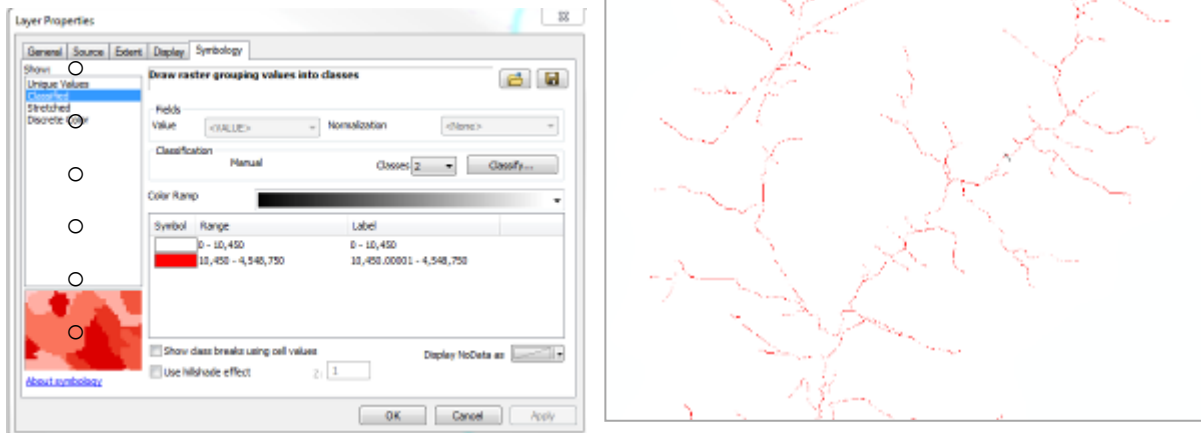 Layer Properties
General Source Extent Display Symbology
Show:
Unique Values
Classified
Stretched
Discrete Color
Draw raster grouping values into classes
Fields
Value <VALUE> Normalization <None>
Classification
Manual Classes 2 Classify...
Color Ramp
Symbol Range Label
0 - 10,450 0 - 10,450
10,450 - 4,548,750 10,450.00001 - 4,548,750
Show class breaks using cell values Display NoData as
Use hillshade effect Z: 1
About symbology
OK Cancel Apply